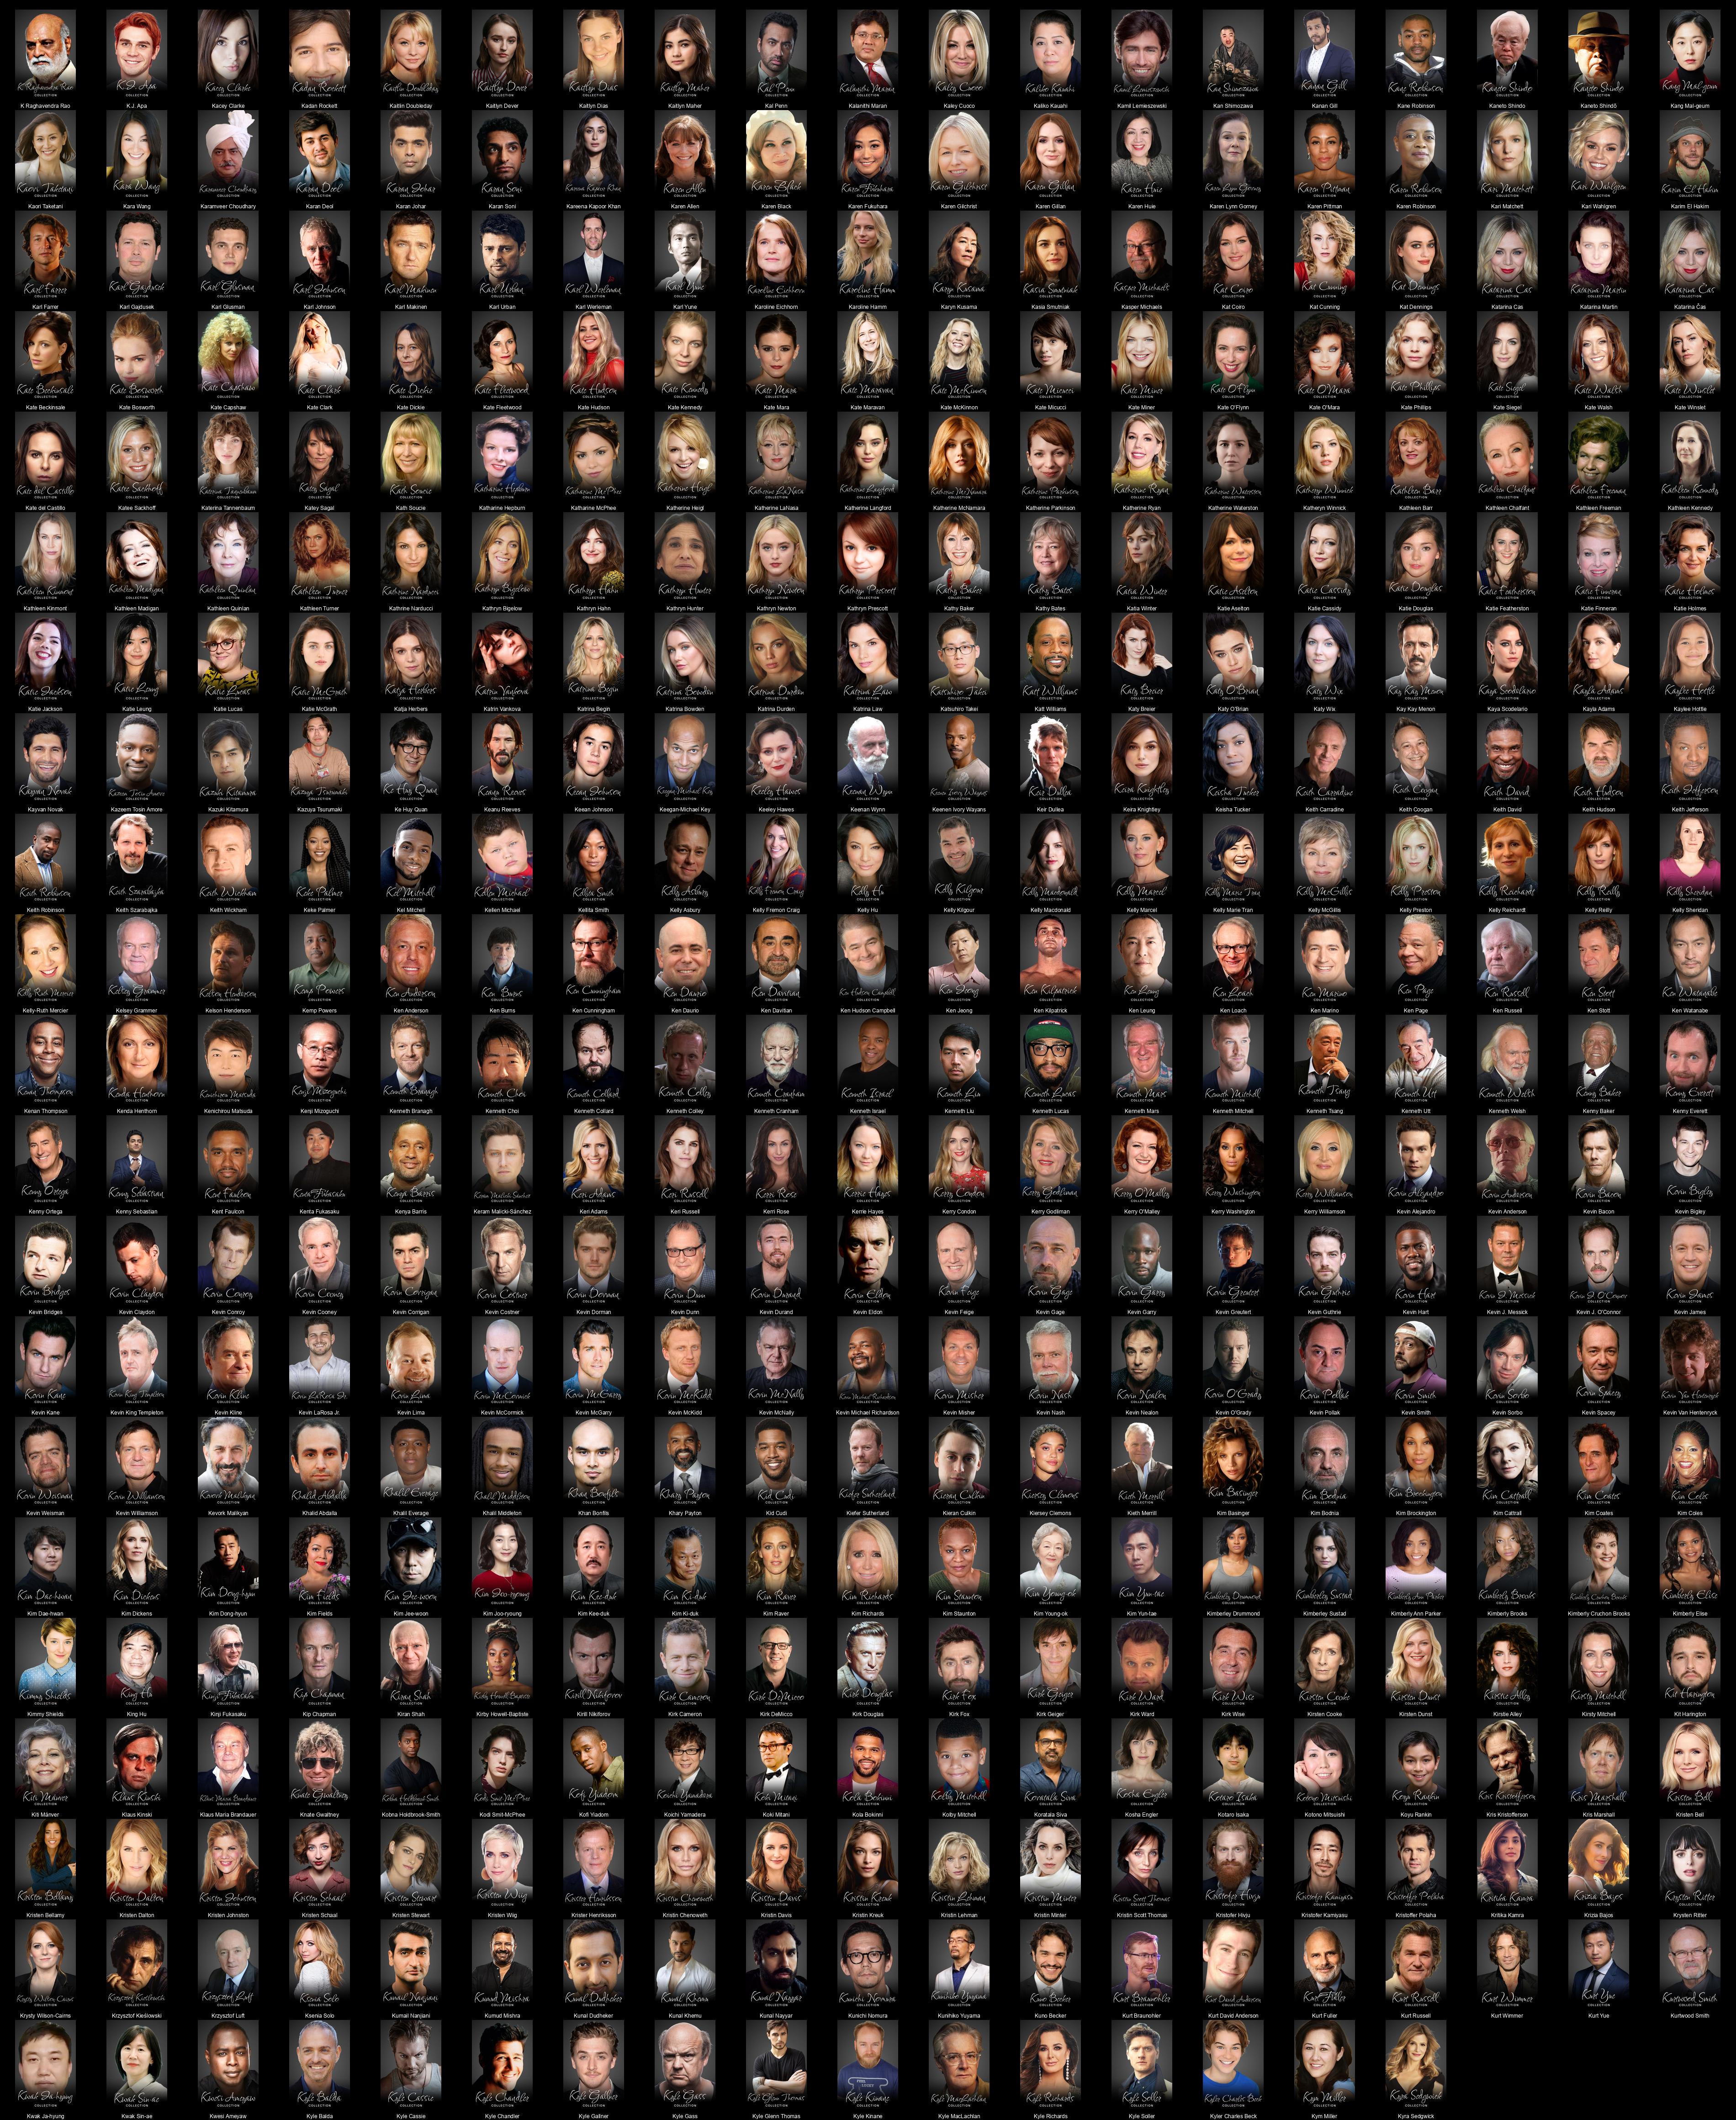 K Raghavendra Rao K.J. Apa Kacey Clarke Kadan Rockett Kaitlin Doubleday Kaitlyn Dever Kaitlyn Dias Kaitlyn Maher Kal Penn Kalanithi Maran Kaley Cuoco Kaliko Kauahi Kamil Lemieszewski Kan Shimozawa Kanan Gill Kane Robinson Kaneto Shindo Kaneto Shindō Kang Mal-geum
Kaori Taketani Kara Wang Karamveer Choudhary Karan Deol Karan Johar Karan Soni Kareena Kapoor Khan Karen Allen Karen Black Karen Fukuhara Karen Gilchrist Karen Gillan Karen Huie Karen Lynn Gorney Karen Pittman Karen Robinson Kari Matchett Kari Wahlgren Karim El Hakim
Karl Farrer Karl Gajdusek Karl Glusman Karl Johnson Karl Makinen Karl Urban Karl Werleman Karl Yune Karoline Eichhorn Karoline Hamm Karyn Kusama Kasia Smutniak Kasper Michaels Kat Coiro Kat Cunning Kat Dennings Katarina Cas Katarina Martin Katarina Čas
Kate Beckinsale Kate Bosworth Kate Capshaw Kate Clark Kate Dickie Kate Fleetwood Kate Hudson Kate Kennedy Kate Mara Kate Maravan Kate McKinnon Kate Micucci Kate Miner Kate O'Flynn Kate O'Mara Kate Phillips Kate Siegel Kate Walsh Kate Winslet
Kate del Castillo Katee Sackhoff Katerina Tannenbaum Katey Sagal Kath Soucie Katharine Hepburn Katharine McPhee Katherine Heigl Katherine LaNasa Katherine Langford Katherine McNamara Katherine Parkinson Katherine Ryan Katherine Waterston Katheryn Winnick Kathleen Barr Kathleen Chalfant Kathleen Freeman Kathleen Kennedy
Kathleen Kinmont Kathleen Madigan Kathleen Quinlan Kathleen Turner Kathrine Narducci Kathryn Bigelow Kathryn Hahn Kathryn Hunter Kathryn Newton Kathryn Prescott Kathy Baker Kathy Bates Katia Winter Katie Aselton Katie Cassidy Katie Douglas Katie Featherston Katie Finneran Katie Holmes
Katie Jackson Katie Leung Katie Lucas Katie McGrath Katja Herbers Katrin Vankova Katrina Begin Katrina Bowden Katrina Durden Katrina Law Katsuhiro Takei Katt Williams Katy Breier Katy O'Brian Katy Wix Kay Kay Menon Kaya Scodelario Kayla Adams Kaylee Hottle
Kayvan Novak Kazeem Tosin Amore Kazuki Kitamura Kazuya Tsurumaki Ke Huy Quan Keanu Reeves Keean Johnson Keegan-Michael Key Keeley Hawes Keenan Wynn Keenen Ivory Wayans Keir Dullea Keira Knightley Keisha Tucker Keith Carradine Keith Coogan Keith David Keith Hudson Keith Jefferson
Keith Robinson Keith Szarabajka Keith Wickham Keke Palmer Kel Mitchell Kellen Michael Kellita Smith Kelly Asbury Kelly Fremon Craig Kelly Hu Kelly Kilgour Kelly Macdonald Kelly Marcel Kelly Marie Tran Kelly McGillis Kelly Preston Kelly Reichardt Kelly Reilly Kelly Sheridan
Kelly-Ruth Mercier Kelsey Grammer Kelson Henderson Kemp Powers Ken Anderson Ken Burns Ken Cunningham Ken Daurio Ken Davitian Ken Hudson Campbell Ken Jeong Ken Kilpatrick Ken Leung Ken Loach Ken Marino Ken Page Ken Russell Ken Stott Ken Watanabe
Kenan Thompson Kenda Henthorn Kenichirou Matsuda Kenji Mizoguchi Kenneth Branagh Kenneth Choi Kenneth Collard Kenneth Colley Kenneth Cranham Kenneth Israel Kenneth Liu Kenneth Lucas Kenneth Mars Kenneth Mitchell Kenneth Tsang Kenneth Utt Kenneth Welsh Kenny Baker Kenny Everett
Kenny Ortega Kenny Sebastian Kent Faulcon Kenta Fukasaku Kenya Barris Keram Malicki-Sánchez Keri Adams Keri Russell Kerri Rose Kerrie Hayes Kerry Condon Kerry Godliman Kerry O'Malley Kerry Washington Kerry Williamson Kevin Alejandro Kevin Anderson Kevin Bacon Kevin Bigley
Kevin Bridges Kevin Claydon Kevin Conroy Kevin Cooney Kevin Corrigan Kevin Costner Kevin Dorman Kevin Dunn Kevin Durand Kevin Eldon Kevin Feige Kevin Gage Kevin Garry Kevin Greutert Kevin Guthrie Kevin Hart Kevin J. Messick Kevin J. O'Connor Kevin James
Kevin Kane Kevin King Templeton Kevin Kline Kevin LaRosa Jr. Kevin Lima Kevin McCormick Kevin McGarry Kevin McKidd Kevin McNally Kevin Michael Richardson Kevin Misher Kevin Nash Kevin Nealon Kevin O'Grady Kevin Pollak Kevin Smith Kevin Sorbo Kevin Spacey Kevin Van Hentenryck
Kevin Weisman Kevin Williamson Kevork Malikyan Khalid Abdalla Khalil Everage Khalil Middleton Khan Bonfils Khary Payton Kid Cudi Kiefer Sutherland Kieran Culkin Kiersey Clemons Kieth Merrill Kim Basinger Kim Bodnia Kim Brockington Kim Cattrall Kim Coates Kim Coles
Kim Dae-hwan Kim Dickens Kim Dong-hyun Kim Fields Kim Jee-woon Kim Joo-ryoung Kim Kee-duk Kim Ki-duk Kim Raver Kim Richards Kim Staunton Kim Young-ok Kim Yun-tae Kimberley Drummond Kimberley Sustad Kimberly Ann Parker Kimberly Brooks Kimberly Cruchon Brooks Kimberly Elise
Kimmy Shields King Hu Kinji Fukasaku Kip Chapman Kiran Shah Kirby Howell-Baptiste Kirill Nikiforov Kirk Cameron Kirk DeMicco Kirk Douglas Kirk Fox Kirk Geiger Kirk Ward Kirk Wise Kirsten Cooke Kirsten Dunst Kirstie Alley Kirsty Mitchell Kit Harington
Kiti Mánver Klaus Kinski Klaus Maria Brandauer Knate Gwaltney Kobna Holdbrook-Smith Kodi Smit-McPhee Kofi Yiadom Koichi Yamadera Koki Mitani Kola Bokinni Kolby Mitchell Koratala Siva Kosha Engler Kotaro Isaka Kotono Mitsuishi Koyu Rankin Kris Kristofferson Kris Marshall Kristen Bell
Kristen Bellamy Kristen Dalton Kristen Johnston Kristen Schaal Kristen Stewart Kristen Wiig Krister Henriksson Kristin Chenoweth Kristin Davis Kristin Kreuk Kristin Lehman Kristin Minter Kristin Scott Thomas Kristofer Hivju Kristofer Kamiyasu Kristoffer Polaha Kritika Kamra Krizia Bajos Krysten Ritter
Krysty Wilson-Cairns Krzysztof Kieślowski Krzysztof Luft Ksenia Solo Kumail Nanjiani Kumud Mishra Kunal Dudheker Kunal Khemu Kunal Nayyar Kunichi Nomura Kunihiko Yuyama Kuno Becker Kurt Braunohler Kurt David Anderson Kurt Fuller Kurt Russell Kurt Wimmer Kurt Yue Kurtwood Smith
Kwak Ja-hyung Kwak Sin-ae Kwesi Ameyaw Kyle Balda Kyle Cassie Kyle Chandler Kyle Gallner Kyle Gass Kyle Glenn Thomas Kyle Kinane Kyle MacLachlan Kyle Richards Kyle Soller Kyler Charles Beck Kym Miller Kyra Sedgwick